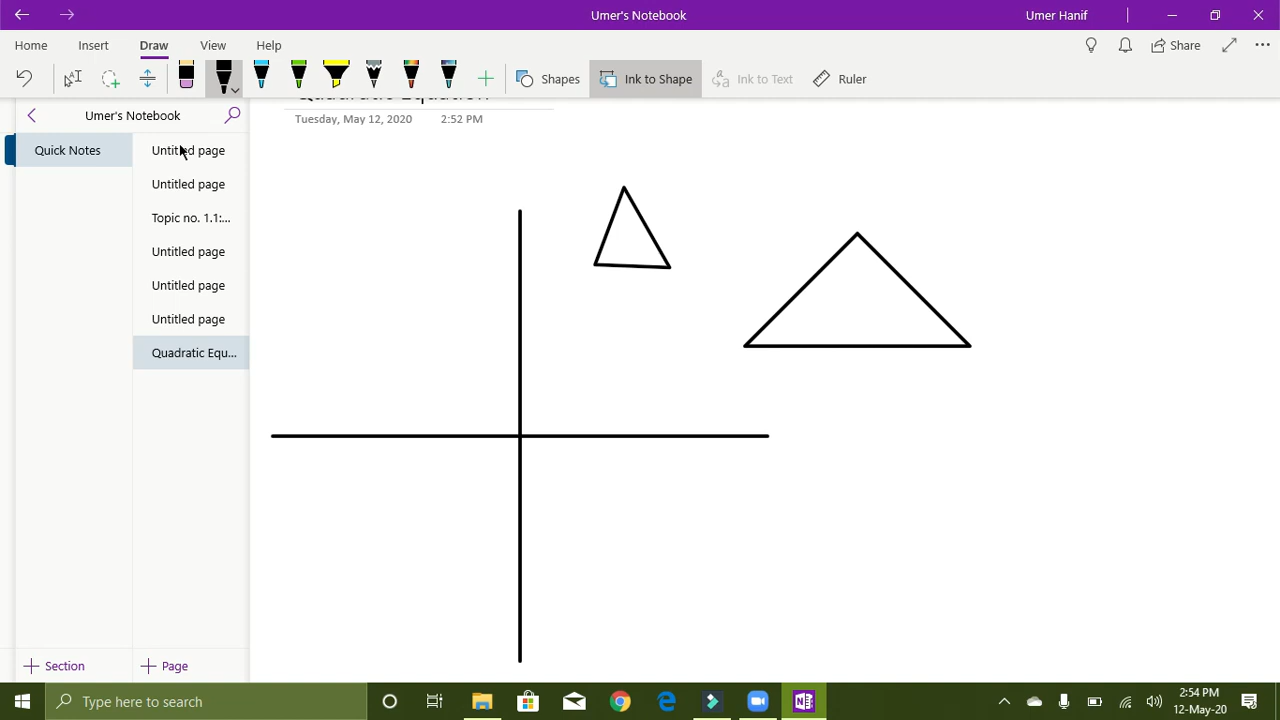 Umer's Notebook
Umer Hanif
Home Insert Draw View Help
Share
Shapes Ink to Shape Ink to Text Ruler
Umer's Notebook
Quick Notes
Untitled page
Untitled page
Topic no. 1.1:...
Untitled page
Untitled page
Untitled page
Quadratic Equ...
Section
Page
Quadratic Equation
Tuesday, May 12, 2020 2:52 PM
Type here to search
2:54 PM
12-May-20